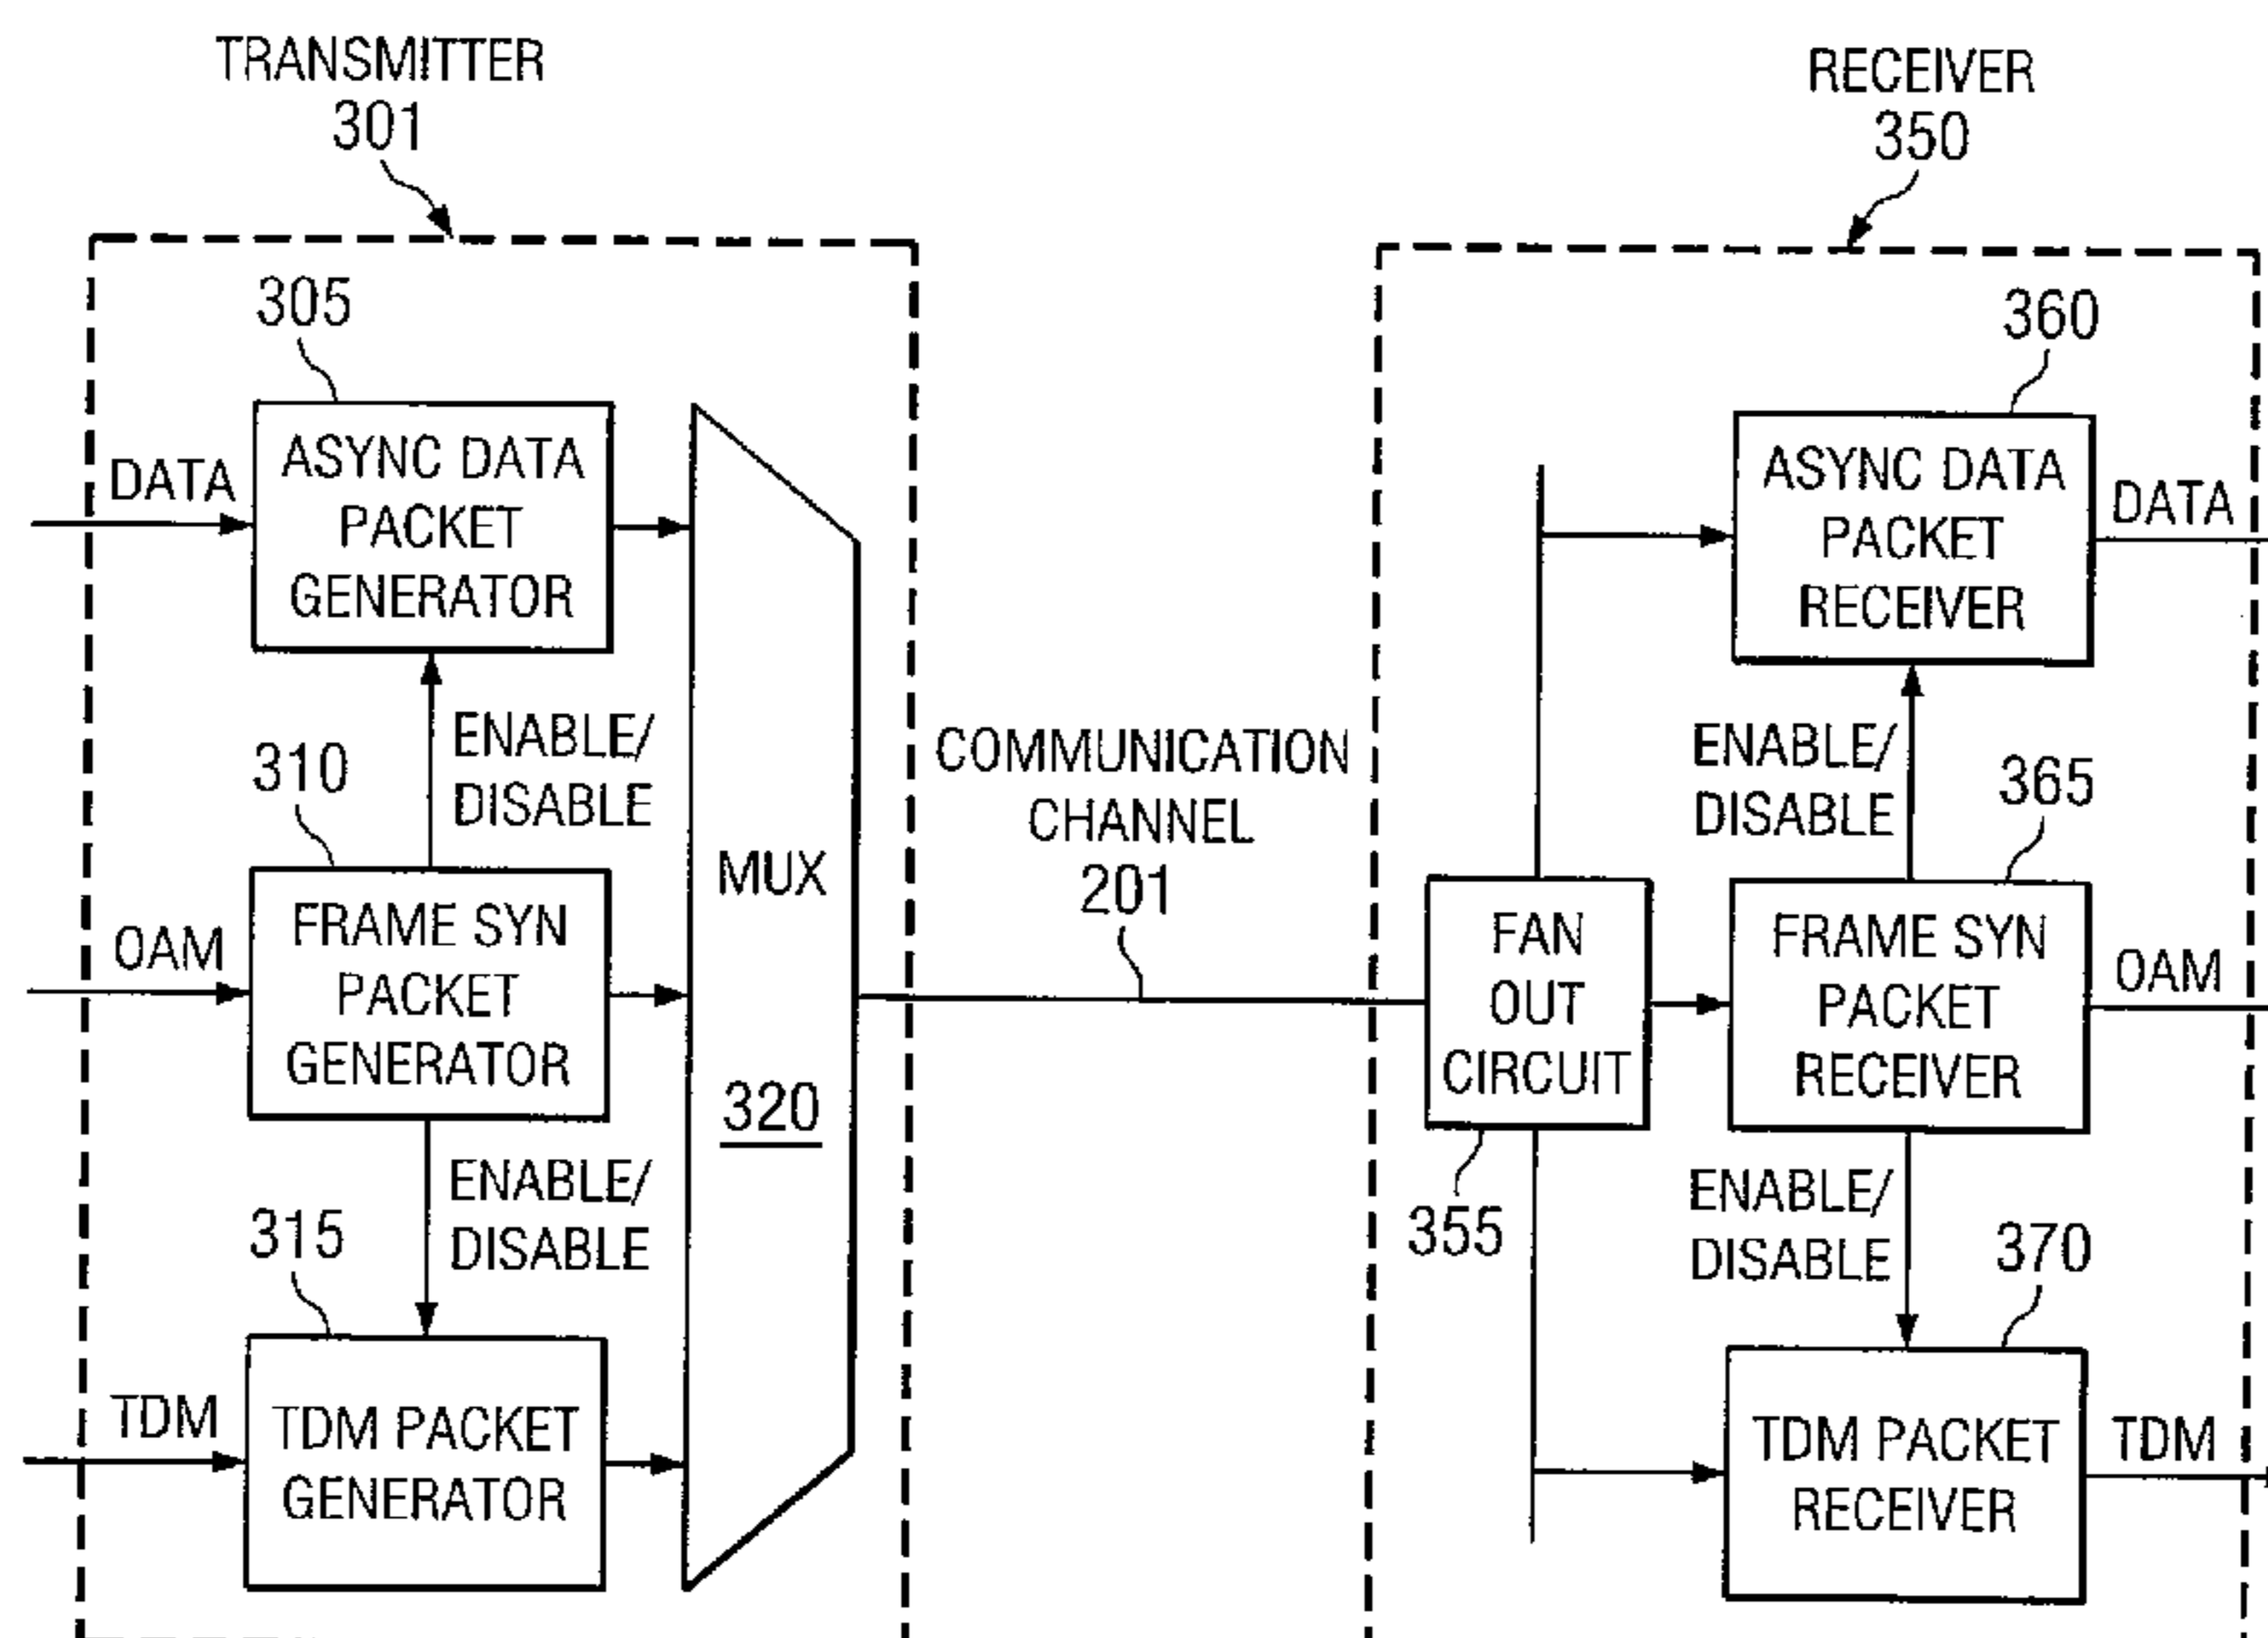 TRANSMITTER
301
RECEIVER
350
305
DATA
ASYNC DATA
PACKET
GENERATOR
ENABLE/
DISABLE
310
OAM
FRAME SYN
PACKET
GENERATOR
ENABLE/
DISABLE
315
TDM
TDM PACKET
GENERATOR
MUX
320
COMMUNICATION
CHANNEL
201
FAN
OUT
CIRCUIT
355
360
ASYNC DATA
PACKET
RECEIVER
DATA
ENABLE/
DISABLE
365
FRAME SYN
PACKET
RECEIVER
OAM
ENABLE/
DISABLE
370
TDM PACKET
RECEIVER
TDM